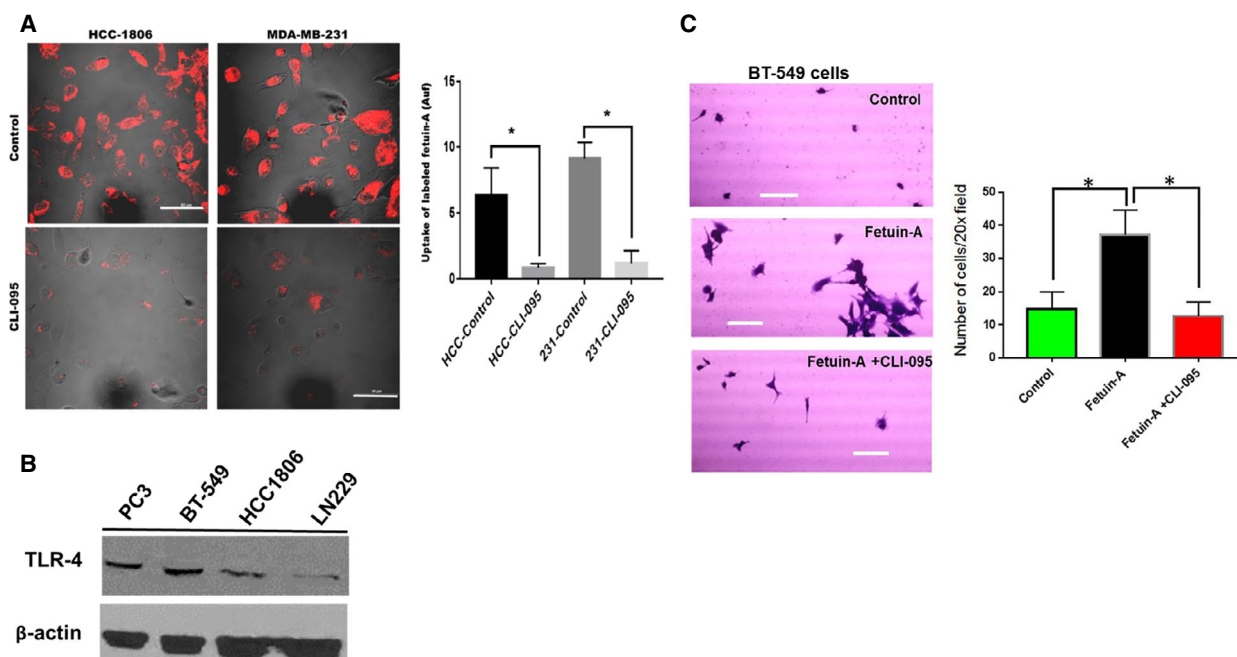 A
HCC-1806
MDA-MB-231
Control
CLI-095
Uptake of labeled fetuin-A (Auf)
15
10
5
0
*
*
HCC-Control
HCC-CLI-095
231-Control
231-CLI-095
B
PC3
BT-549
HCC1806
LN229
TLR-4
β-actin
C
BT-549 cells
Control
Fetuin-A
Fetuin-A +CLI-095
Number of cells/20x field
50
40
30
20
10
0
*
*
Control
Fetuin-A
Fetuin-A +CLI-095